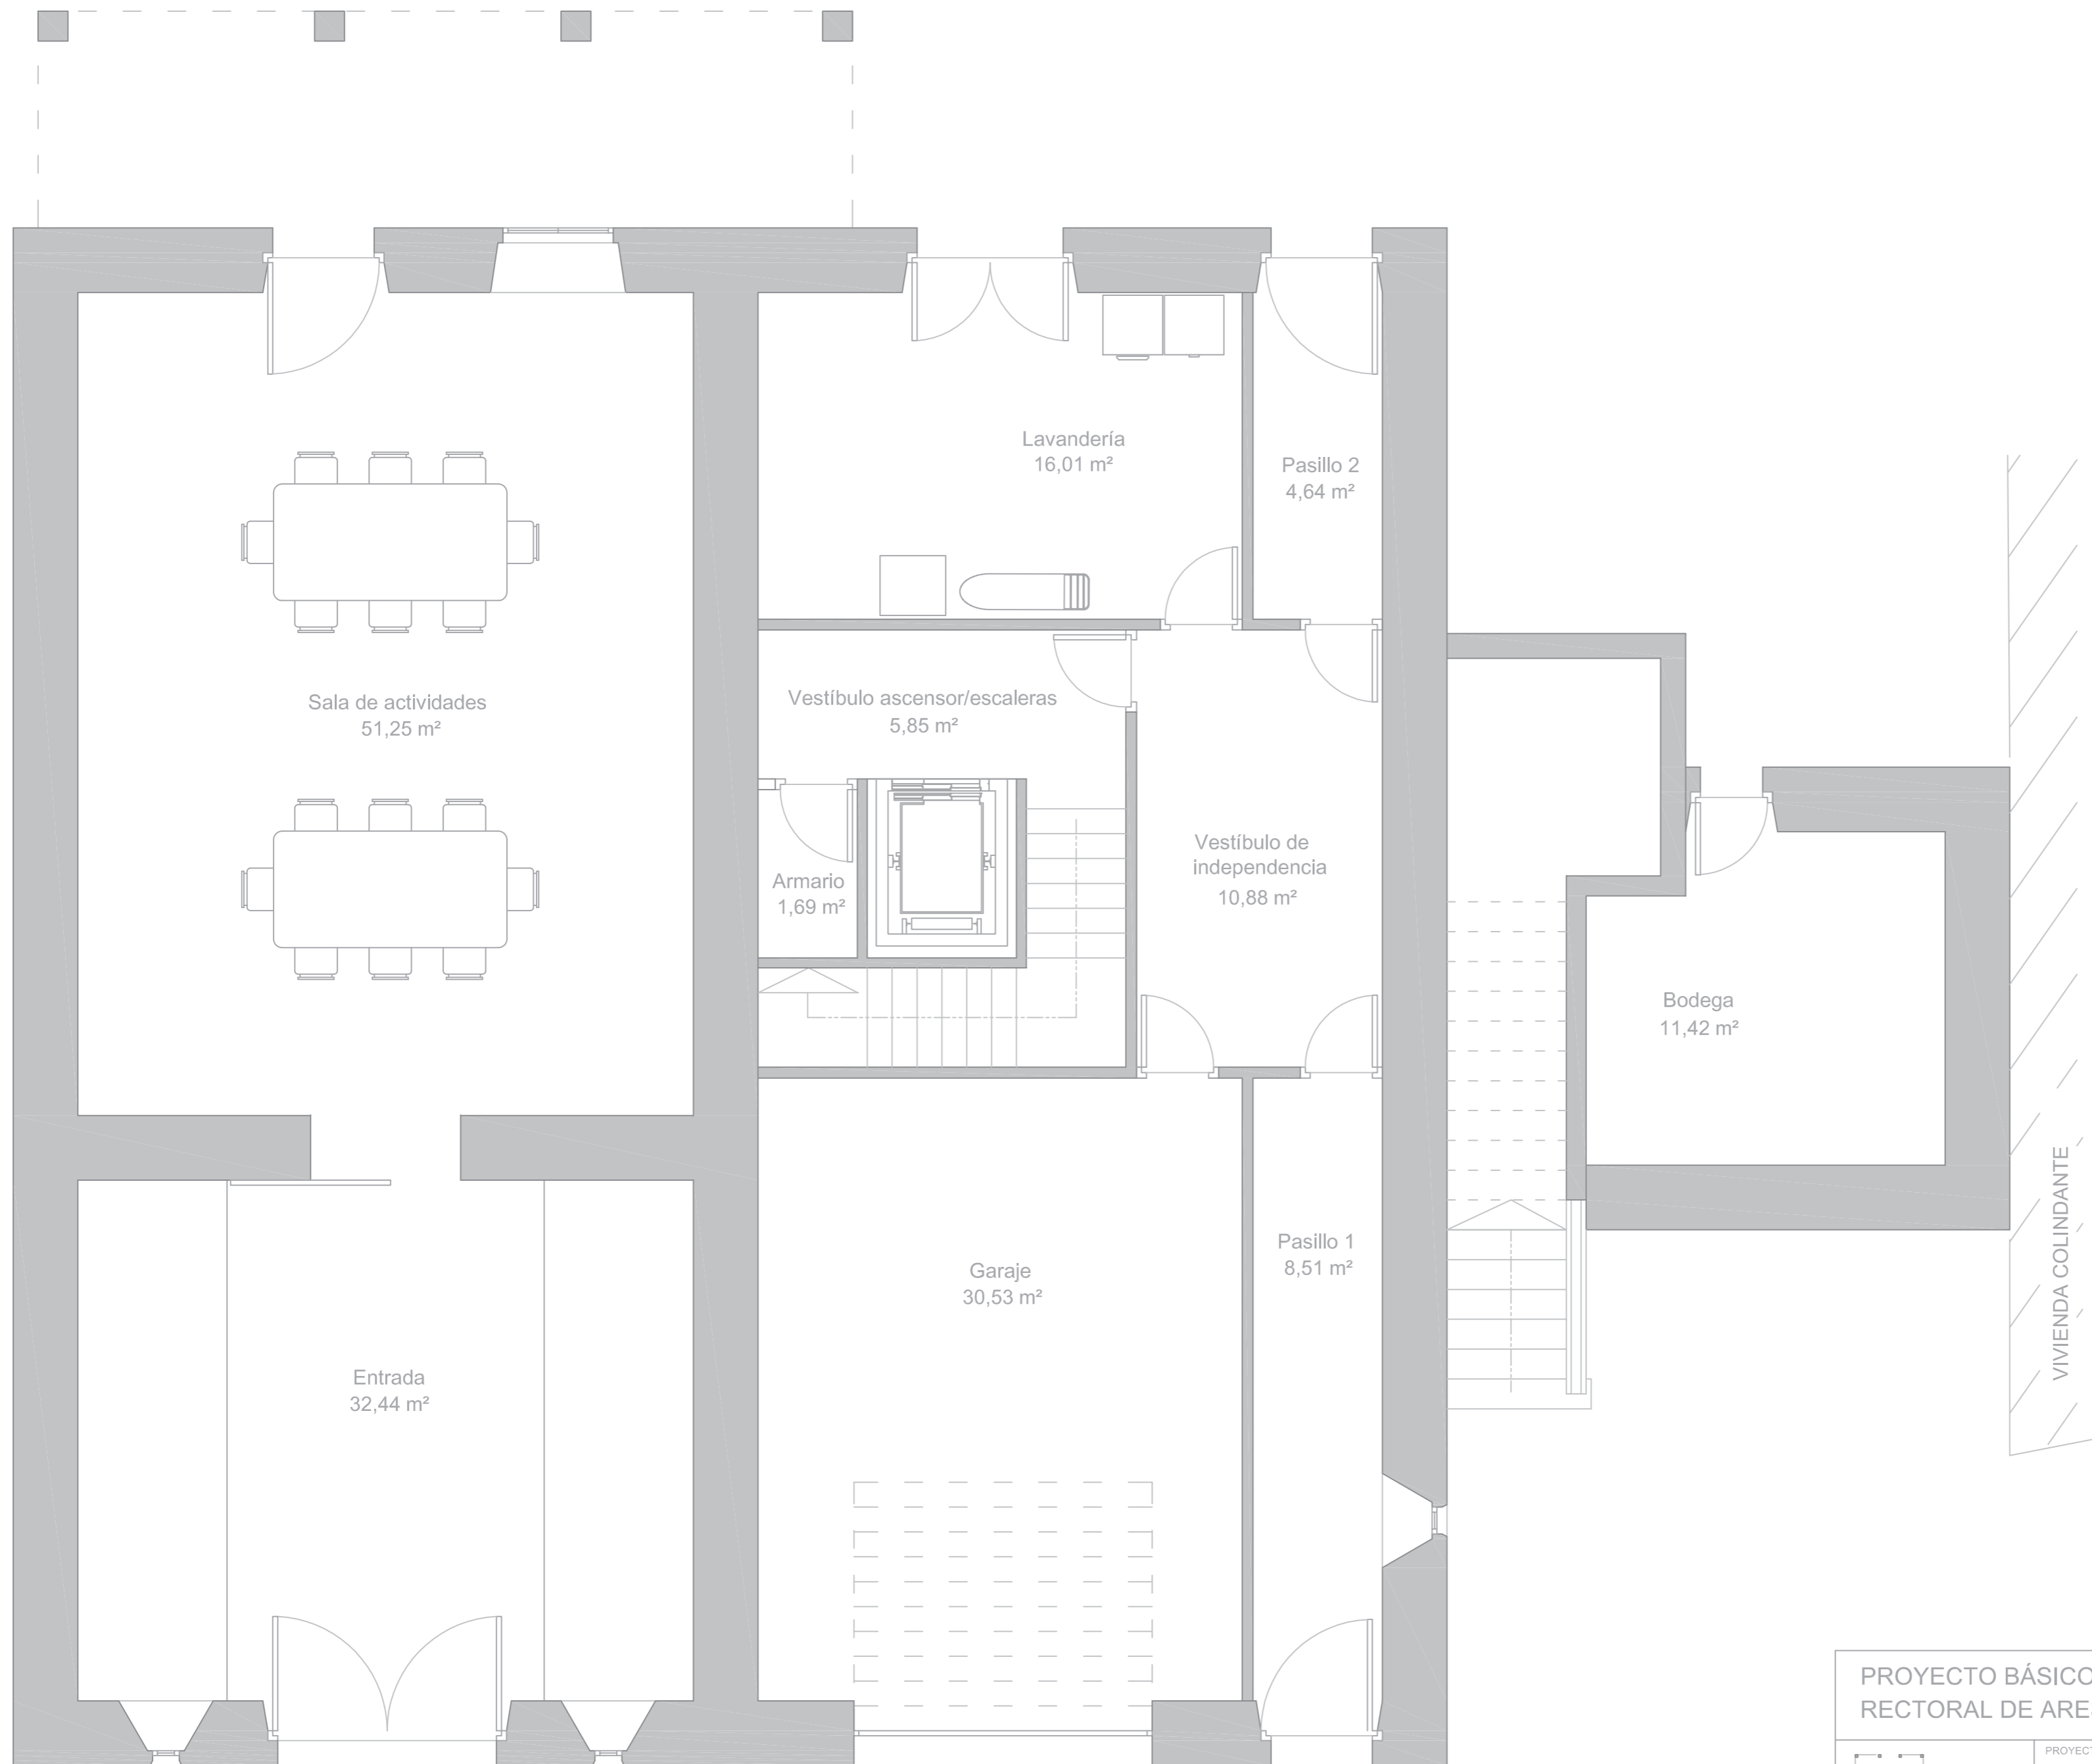 Lavandería
16,01 m²
Pasillo 2
4,64 m²
Sala de actividades
51,25 m²
Vestíbulo ascensor/escaleras
5,85 m²
Vestíbulo de
independencia
10,88 m²
Armario
1,69 m²
Bodega
11,42 m²
VIVIENDA COLINDANTE
Pasillo 1
8,51 m²
Garaje
30,53 m²
Entrada
32,44 m²
PROYECTO BÁSICO
RECTORAL DE ARE
PROYECT